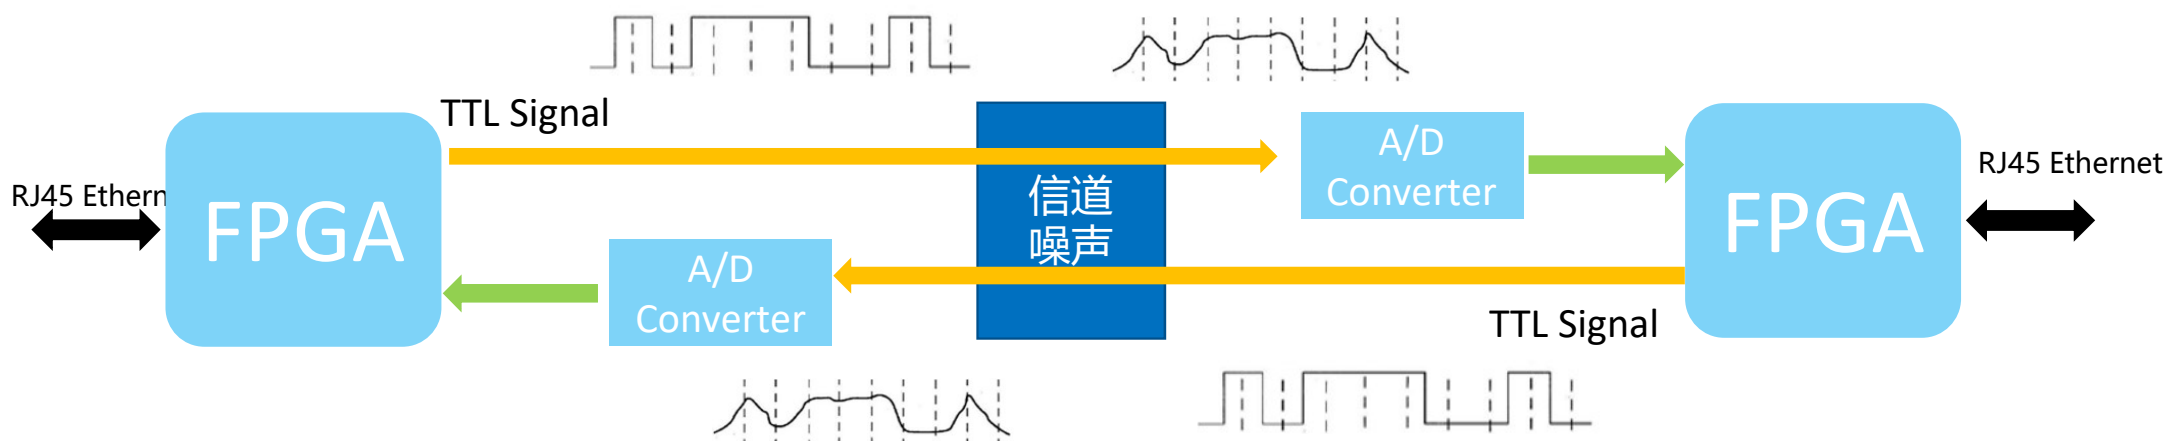 TTL Signal
RJ45 Ethern
FPGA
信道
噪声
A/D
Converter
A/D
Converter
FPGA
RJ45 Ethernet
TTL Signal